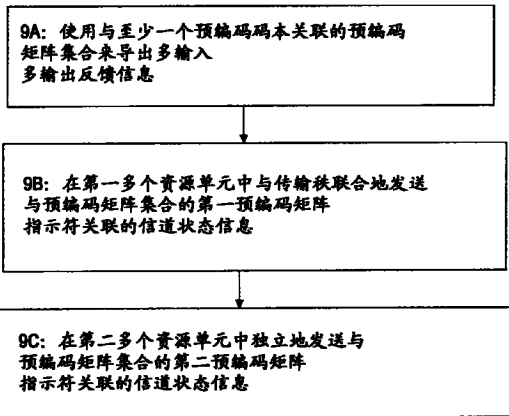 9A: 使用与至少一个预编码码本关联的预编码
矩阵集合来导出多输入
多输出反馈信息
9B: 在第一多个资源单元中与传输秩联合地发送
与预编码矩阵集合的第一预编码矩阵
指示符关联的信道状态信息
9C: 在第二多个资源单元中独立地发送与
预编码矩阵集合的第二预编码矩阵
指示符关联的信道状态信息